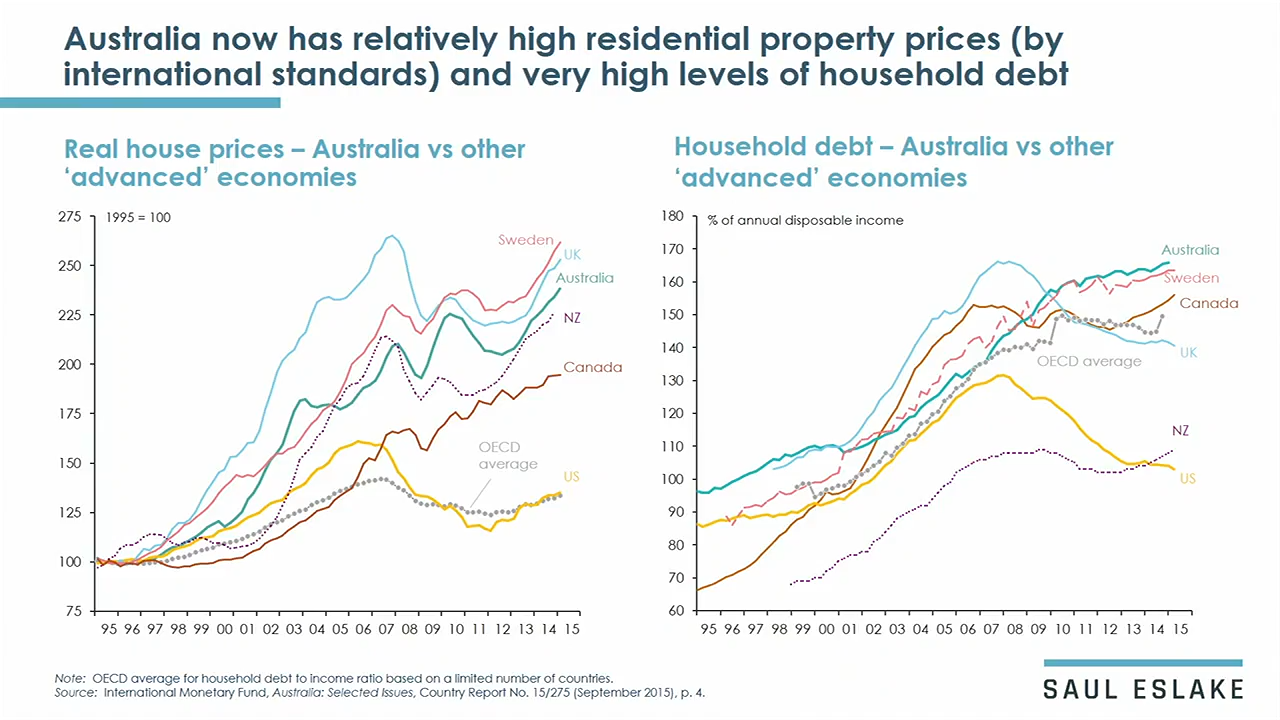 Australia now has relatively high residential property prices (by
international standards) and very high levels of household debt
Real house prices – Australia vs other
‘advanced’ economies
275
250
225
200
175
150
125
100
75
1995 = 100
Sweden
UK
Australia
NZ
Canada
OECD
average
US
95 96 97 98 99 00 01 02 03 04 05 06 07 08 09 10 11 12 13 14 15
Household debt – Australia vs other
‘advanced’ economies
180
170
160
150
140
130
120
110
100
90
80
70
60
% of annual disposable income
Australia
Sweden
Canada
UK
OECD average
NZ
US
95 96 97 98 99 00 01 02 03 04 05 06 07 08 09 10 11 12 13 14 15
Note: OECD average for household debt to income ratio based on a limited number of countries.
Source: International Monetary Fund, Australia: Selected Issues, Country Report No. 15/275 (September 2015), p. 4.
SAUL ESLAKE